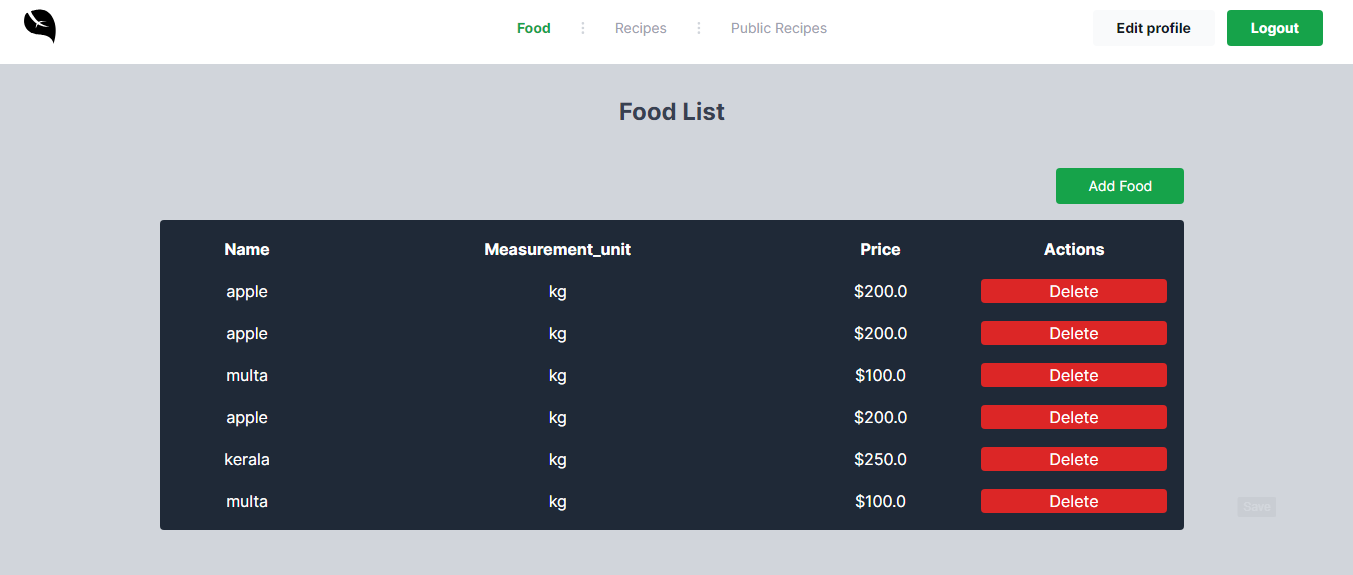 Food Recipes Public Recipes Edit profile Logout
Food List
Add Food
Name Measurement_unit Price Actions
apple kg $200.0 Delete
apple kg $200.0 Delete
multa kg $100.0 Delete
apple kg $200.0 Delete
kerala kg $250.0 Delete
multa kg $100.0 Delete
Save